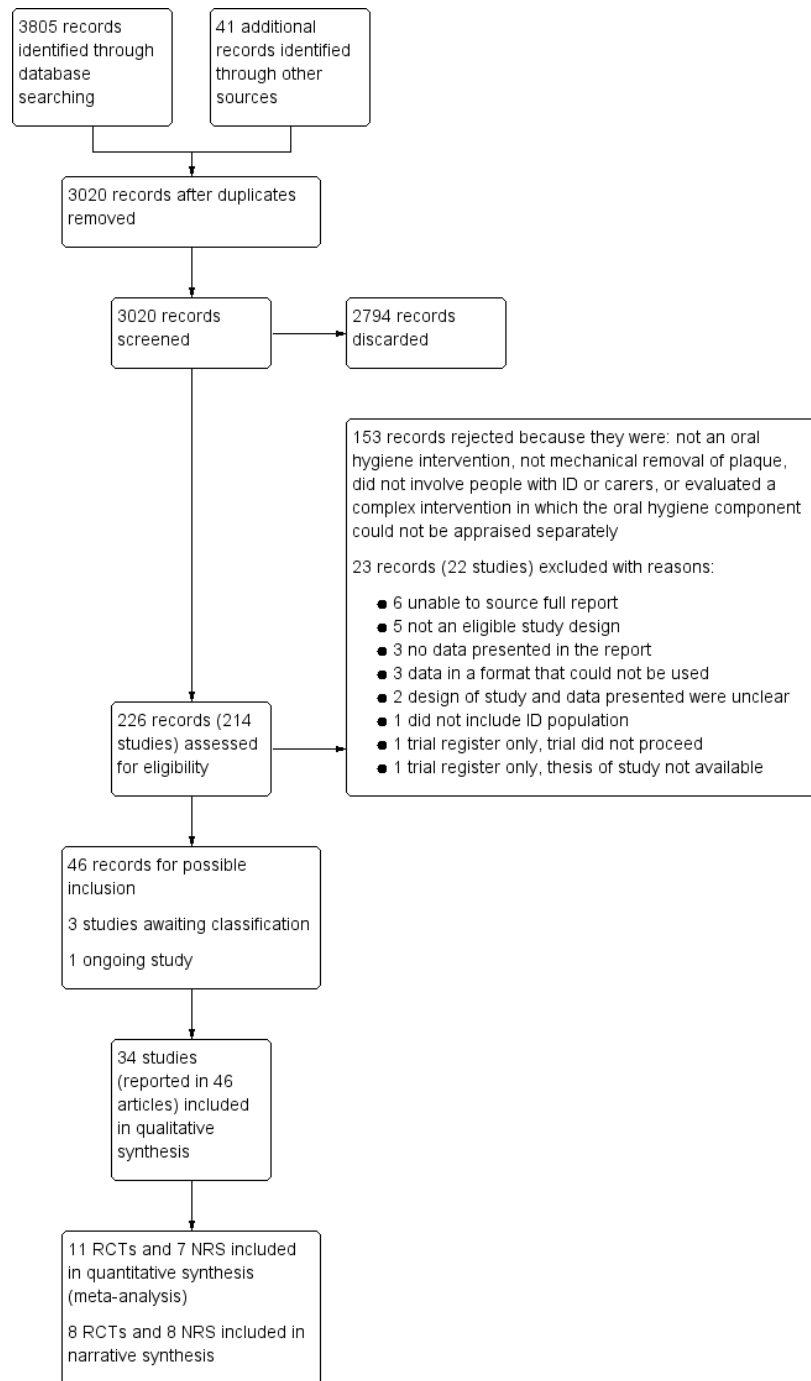 3805 records
identified through
database
searching
41 additional
records identified
through other
sources
3020 records after duplicates
removed
3020 records
screened
2794 records
discarded
153 records rejected because they were: not an oral
hygiene intervention, not mechanical removal of plaque,
did not involve people with ID or carers, or evaluated a
complex intervention in which the oral hygiene component
could not be appraised separately
23 records (22 studies) excluded with reasons:
● 6 unable to source full report
● 5 not an eligible study design
● 3 no data presented in the report
● 3 data in a format that could not be used
● 2 design of study and data presented were unclear
● 1 did not include ID population
● 1 trial register only, trial did not proceed
● 1 trial register only, thesis of study not available
226 records (214
studies) assessed
for eligibility
46 records for possible
inclusion
3 studies awaiting classification
1 ongoing study
34 studies
(reported in 46
articles) included
in qualitative
synthesis
11 RCTs and 7 NRS included
in quantitative synthesis
(meta-analysis)
8 RCTs and 8 NRS included in
narrative synthesis